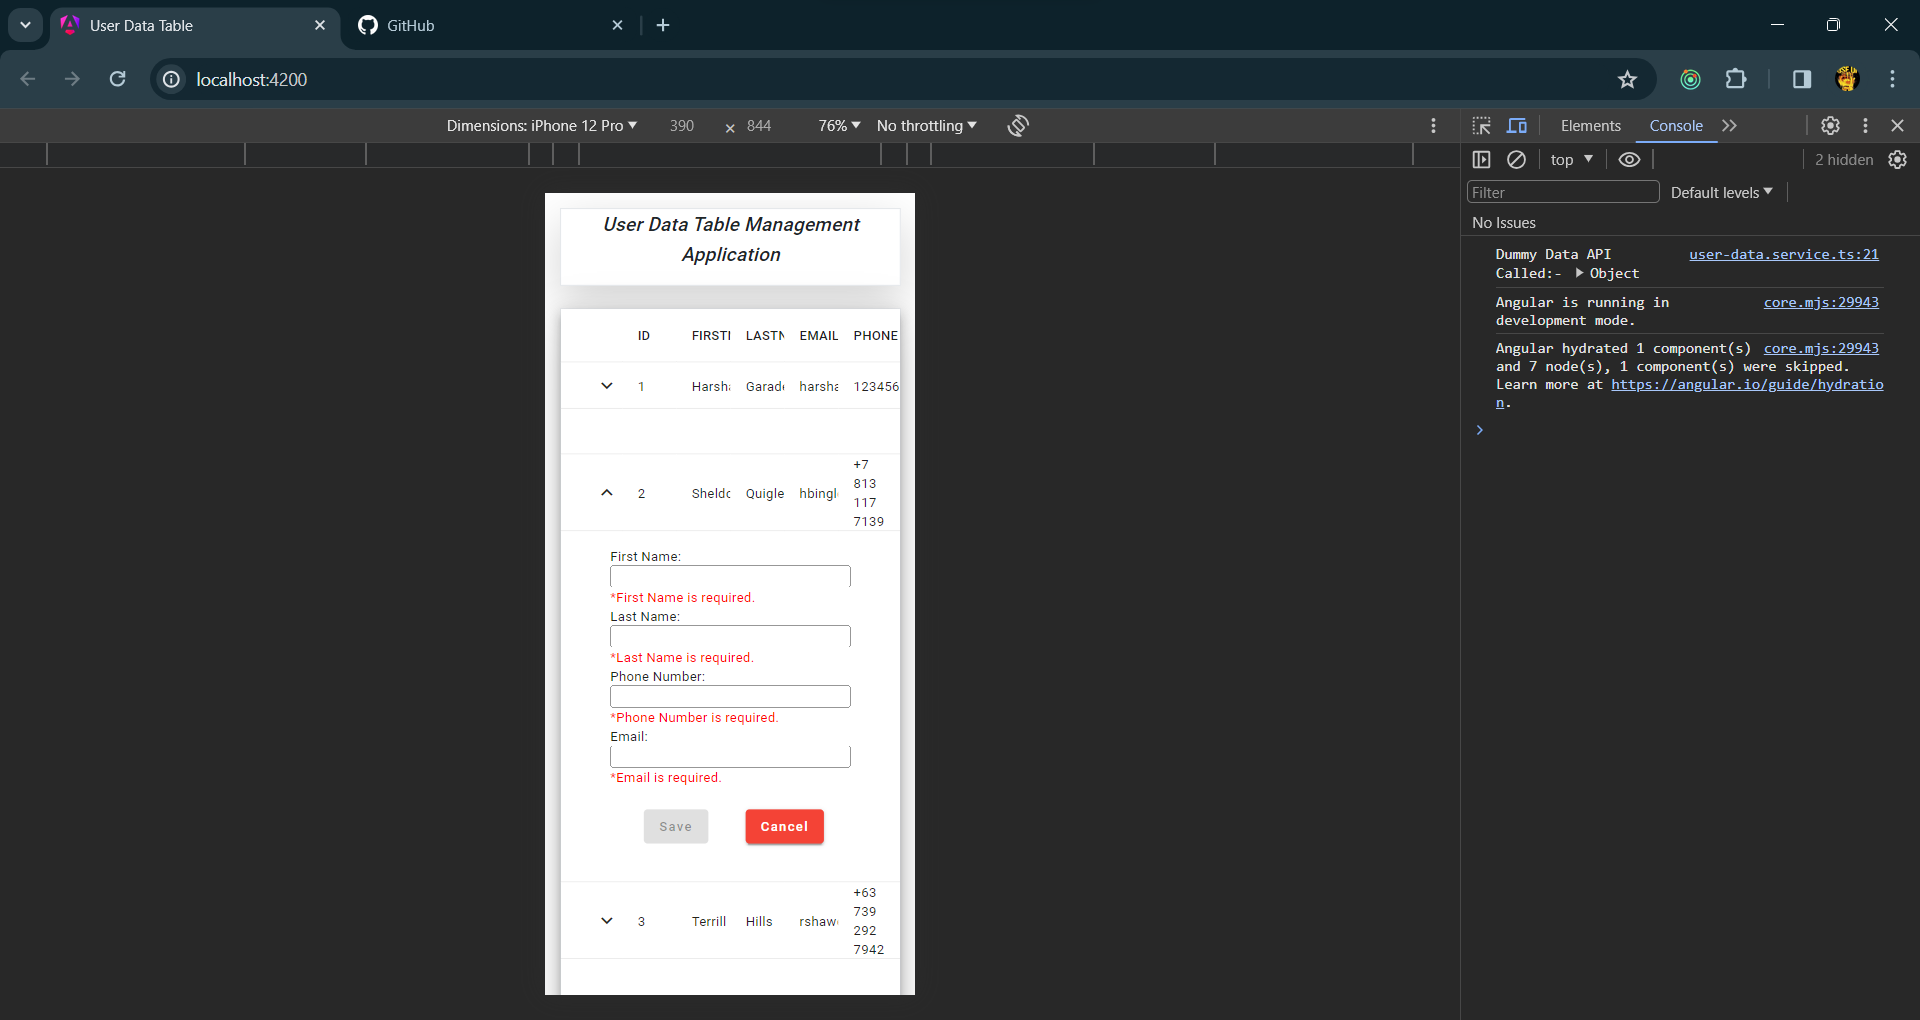 User Data Table
GitHub
localhost:4200
Dimensions: iPhone 12 Pro 390 × 844 76% No throttling
Elements Console
top 2 hidden
Filter Default levels
No Issues
Dummy Data API user-data.service.ts:21
Called:- Object
Angular is running in core.mjs:29943
development mode.
Angular hydrated 1 component(s) core.mjs:29943
and 7 node(s), 1 component(s) were skipped.
Learn more at https://angular.io/guide/hydratio
n.
User Data Table Management
Application
ID FIRST LASTN EMAIL PHONE
1 Harsh Garad harsha 123456
2 Sheld Quigle hbingl +7
813
117
7139
First Name:
*First Name is required.
Last Name:
*Last Name is required.
Phone Number:
*Phone Number is required.
Email:
*Email is required.
Save Cancel
3 Terrill Hills rshaw +63
739
292
7942